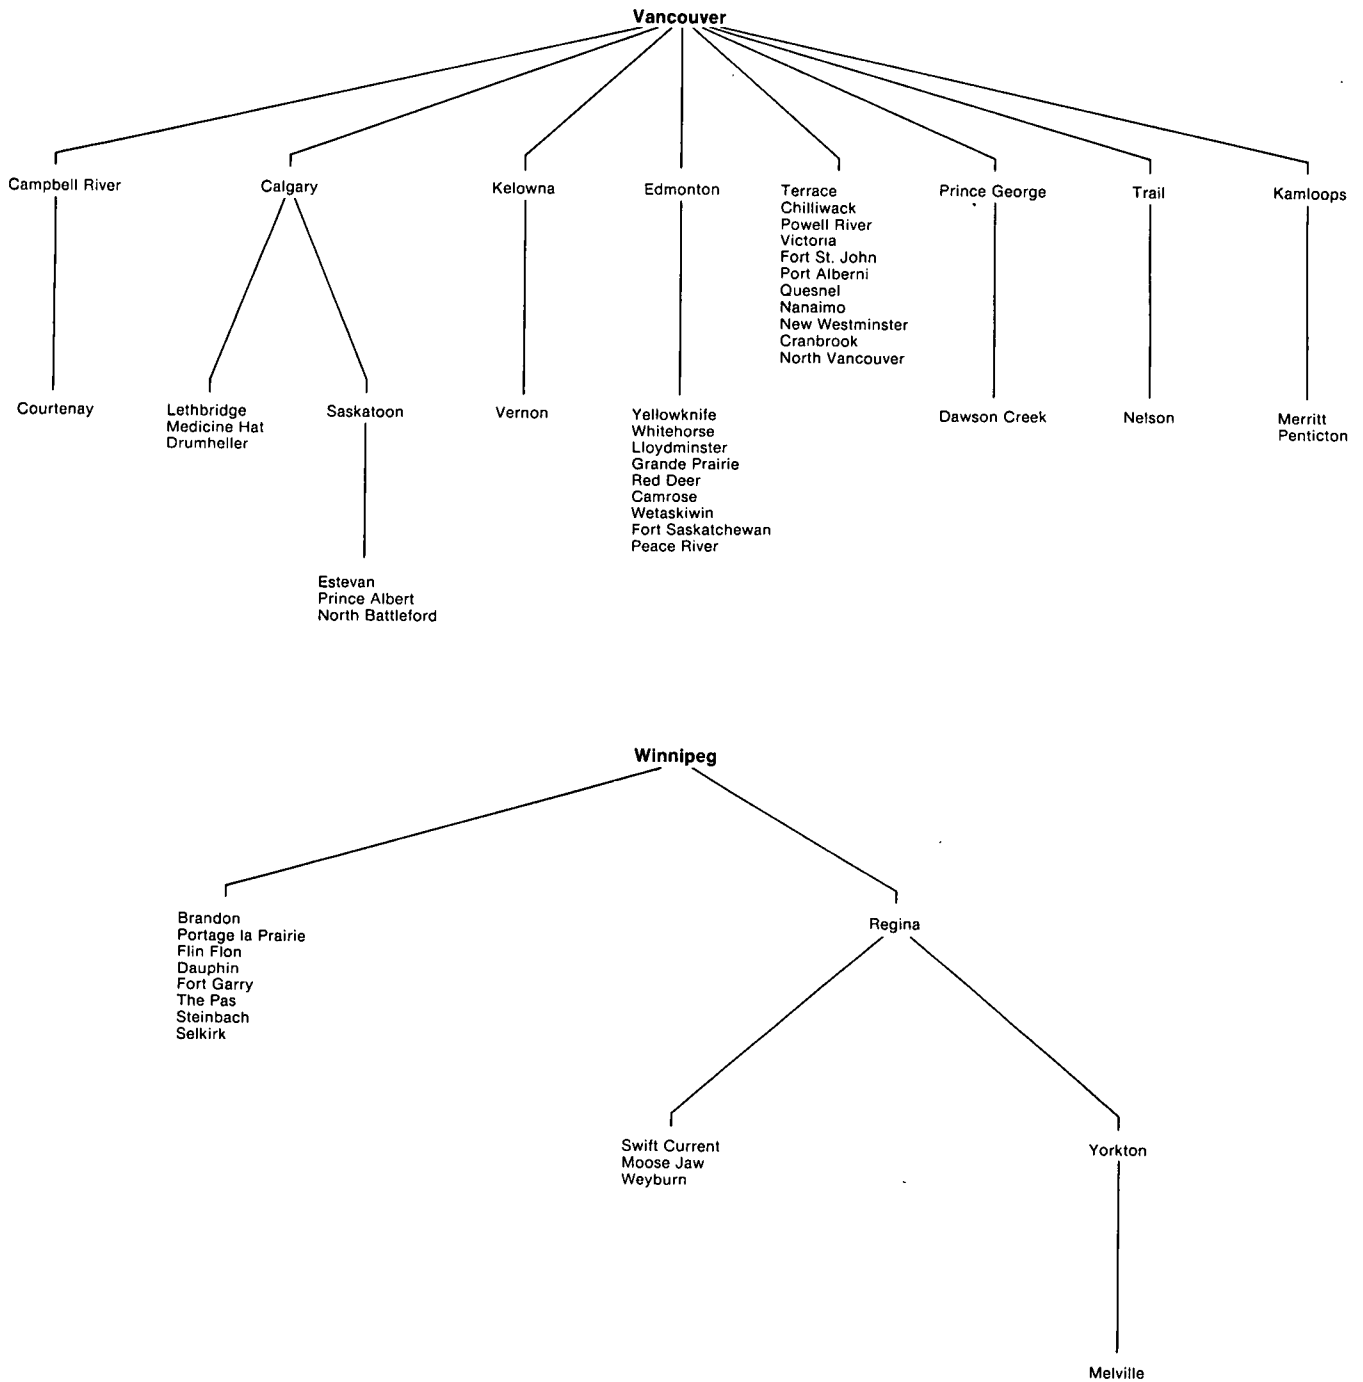 Vancouver
Campbell River
Calgary
Kelowna
Edmonton
Terrace
Chilliwack
Powell River
Victoria
Fort St. John
Port Alberni
Quesnel
Nanaimo
New Westminster
Cranbrook
North Vancouver
Prince George
Trail
Kamloops
Courtenay
Lethbridge
Medicine Hat
Drumheller
Saskatoon
Vernon
Yellowknife
Whitehorse
Lloydminster
Grande Prairie
Red Deer
Camrose
Wetaskiwin
Fort Saskatchewan
Peace River
Dawson Creek
Nelson
Merritt
Penticton
Estevan
Prince Albert
North Battleford
Winnipeg
Brandon
Portage la Prairie
Flin Flon
Dauphin
Fort Garry
The Pas
Steinbach
Selkirk
Regina
Swift Current
Moose Jaw
Weyburn
Yorkton
Melville